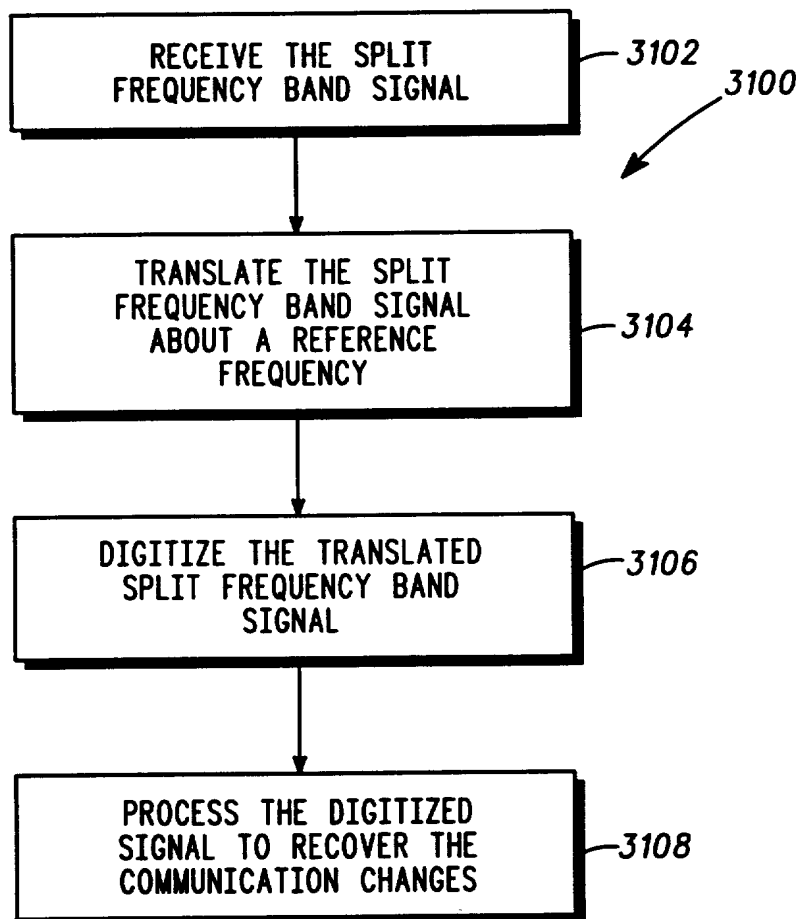 RECEIVE THE SPLIT
FREQUENCY BAND SIGNAL
3102
3100
TRANSLATE THE SPLIT
FREQUENCY BAND SIGNAL
ABOUT A REFERENCE
FREQUENCY
3104
DIGITIZE THE TRANSLATED
SPLIT FREQUENCY BAND
SIGNAL
3106
PROCESS THE DIGITIZED
SIGNAL TO RECOVER THE
COMMUNICATION CHANGES
3108